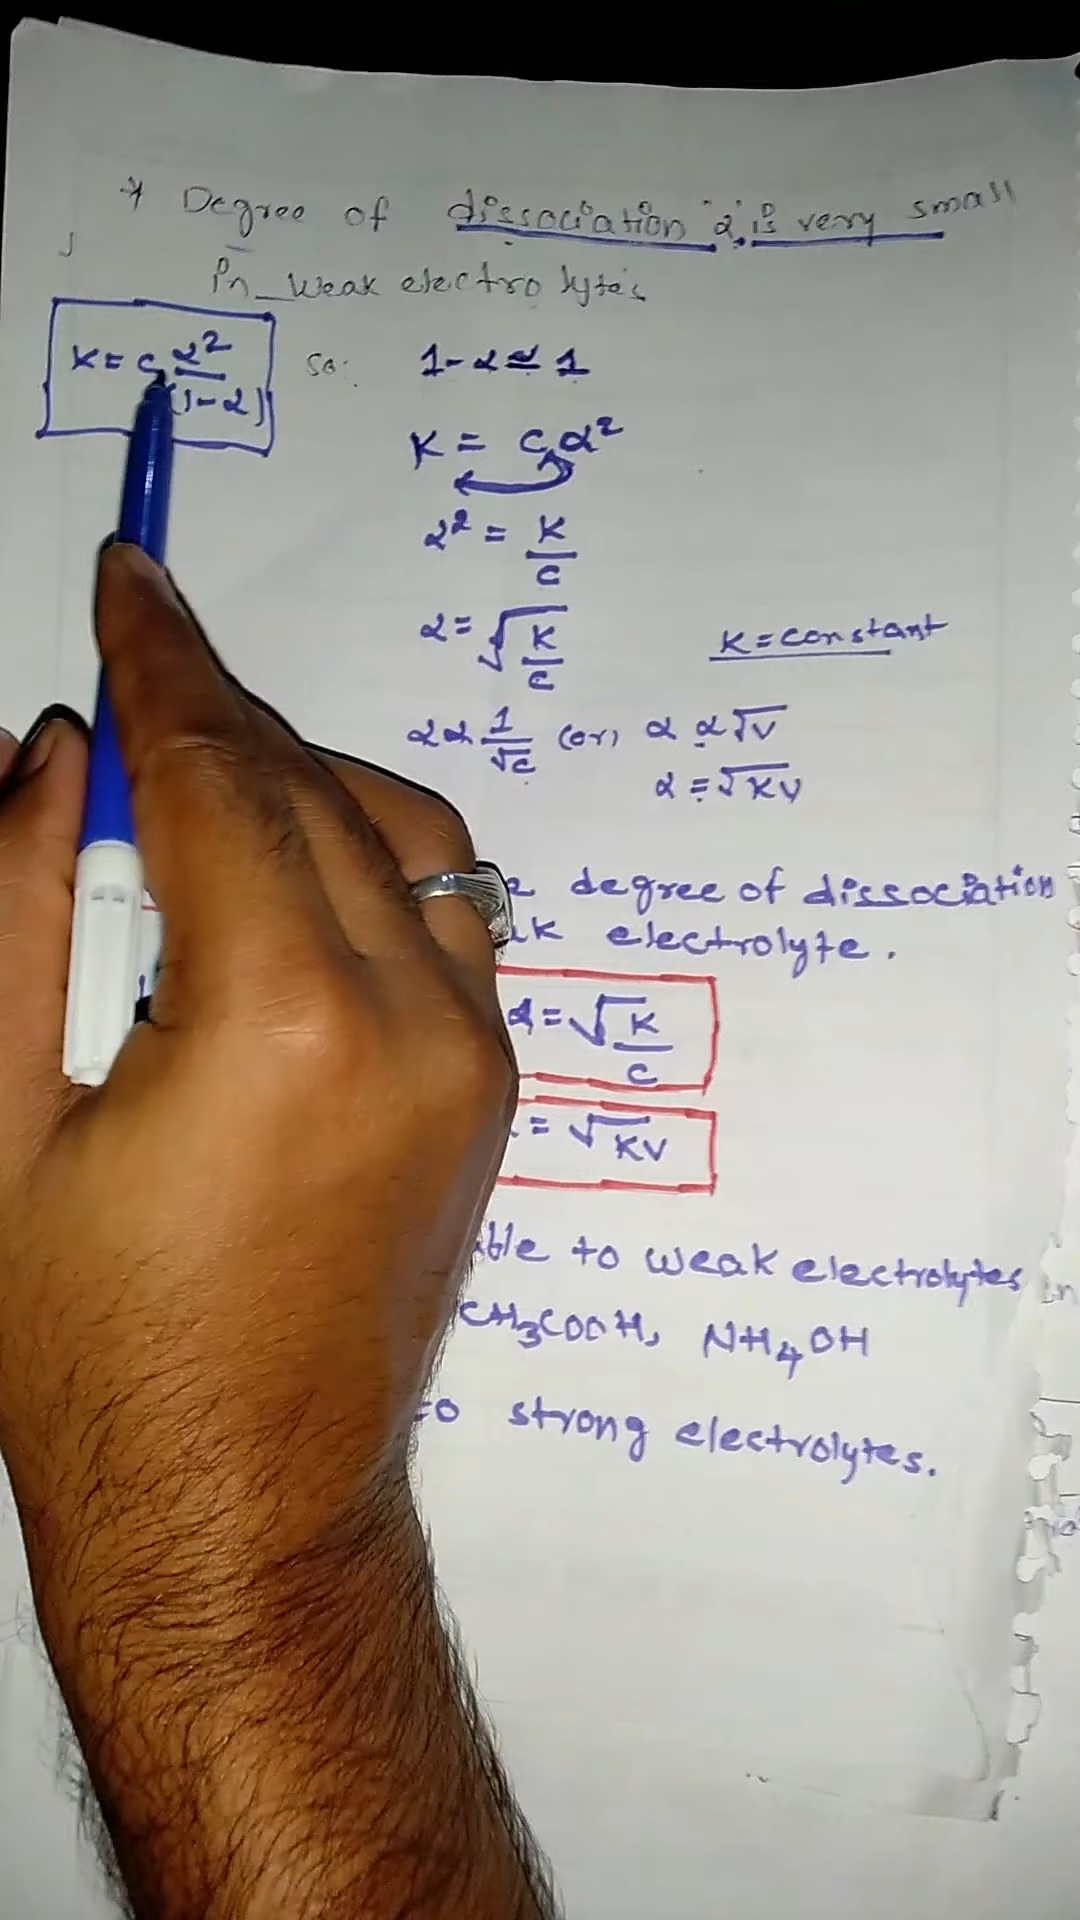 * Degree of dissociation "α" is very small
in weak electrolytes
K = c α²/(1-α)
so: 1-α ≃ 1
K = cα²
α² = K/c
α = √K/c
K = constant
α α 1/√c (or) α α √V
α = √KV
degree of dissociation
electrolyte.
α = √K/c
= √KV
to weak electrolytes in
CH₃COOH, NH₄OH
strong electrolytes.